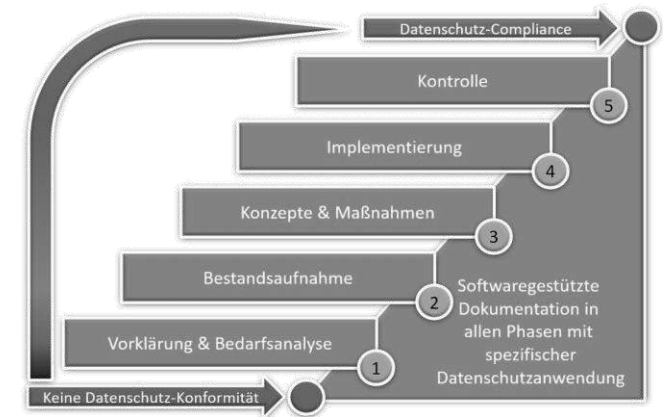 Datenschutz-Compliance
Kontrolle
5
Implementierung
4
Konzepte & Maßnahmen
3
Bestandsaufnahme
2
Vorklärung & Bedarfsanalyse
1
Softwaregestützte
Dokumentation in
allen Phasen mit
spezifischer
Datenschutzanwendung
Keine Datenschutz-Konformität